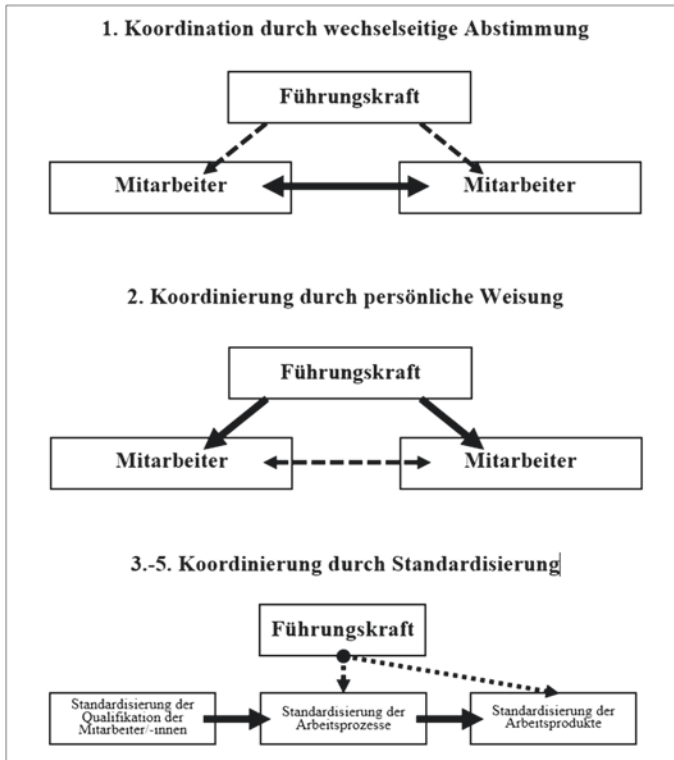 1. Koordination durch wechselseitige Abstimmung
Führungskraft
Mitarbeiter
Mitarbeiter
2. Koordinierung durch persönliche Weisung
Führungskraft
Mitarbeiter
Mitarbeiter
3.-5. Koordinierung durch Standardisierung
Führungskraft
Standardisierung der
Qualifikation der
Mitarbeiter/-innen
Standardisierung der
Arbeitsprozesse
Standardisierung der
Arbeitsprodukte